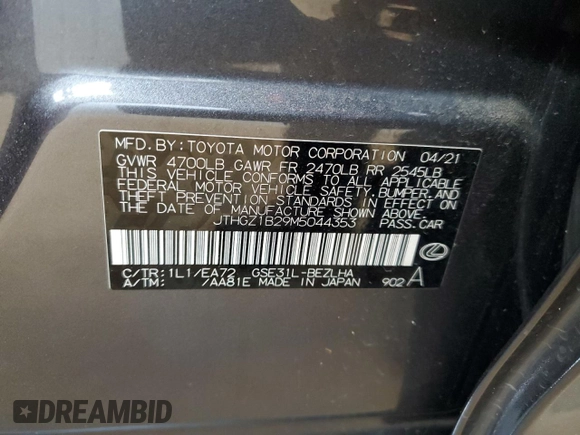 MFD. BY: TOYOTA MOTOR CORPORATION 04/21
GVWR 4700LB GAWR FR 2470LB RR 2545LB
THIS VEHICLE CONFORMS TO ALL APPLICABLE
FEDERAL MOTOR VEHICLE SAFETY, BUMPER, AND
THEFT PREVENTION STANDARDS IN EFFECT ON
THE DATE OF MANUFACTURE SHOWN ABOVE.
JTHGZ1B29M5044353 PASS.CAR
C/TR:1L1/EA72 GSE31L-BEZLHA A
A/TM: /AA81E MADE IN JAPAN 902
DREAMBID